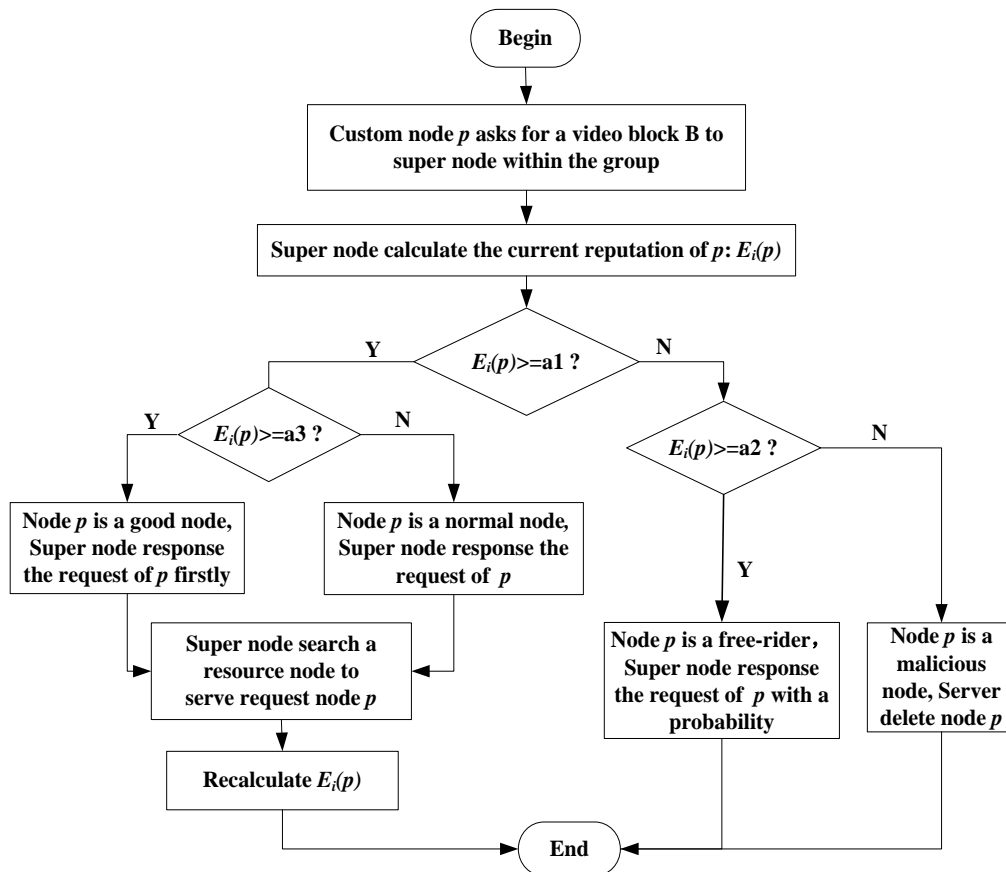 Begin
Custom node p asks for a video block B to
super node within the group
Super node calculate the current reputation of p: Ei(p)
Ei(p)>=a1 ?
Y
N
Ei(p)>=a3 ?
Y
N
Ei(p)>=a2 ?
N
Y
Node p is a good node,
Super node response
the request of p firstly
Node p is a normal node,
Super node response the
request of p
Super node search a
resource node to
serve request node p
Node p is a free-rider，
Super node response
the request of p with a
probability
Node p is a
malicious
node, Server
delete node p
Recalculate Ei(p)
End